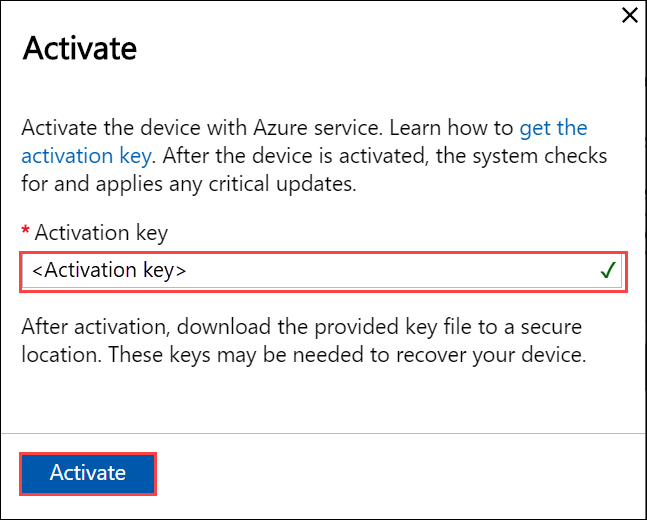 Activate
Activate the device with Azure service. Learn how to get the
activation key. After the device is activated, the system checks
for and applies any critical updates.
* Activation key
<Activation key>
After activation, download the provided key file to a secure
location. These keys may be needed to recover your device.
Activate